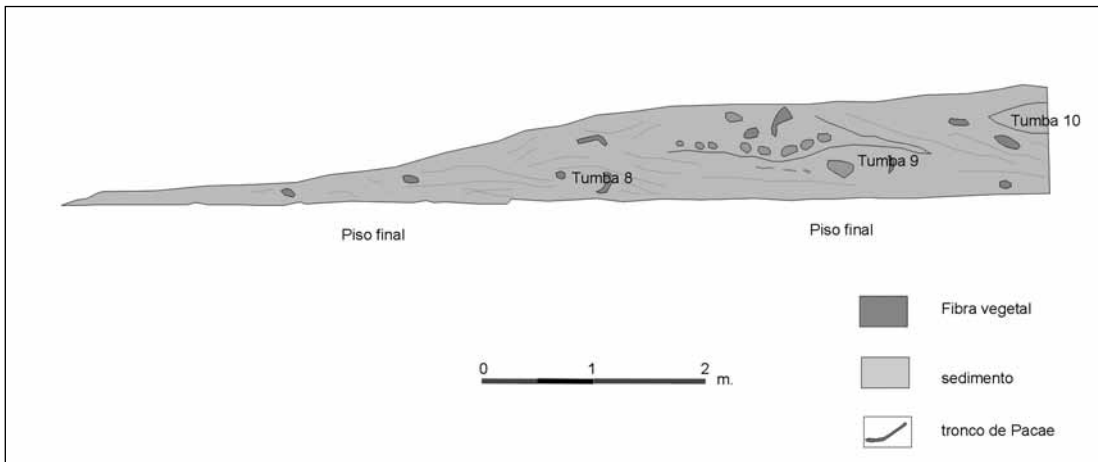 Tumba 10
Tumba 9
Tumba 8
Piso final
Piso final
Fibra vegetal
sedimento
tronco de Pacae
0 1 2
m.